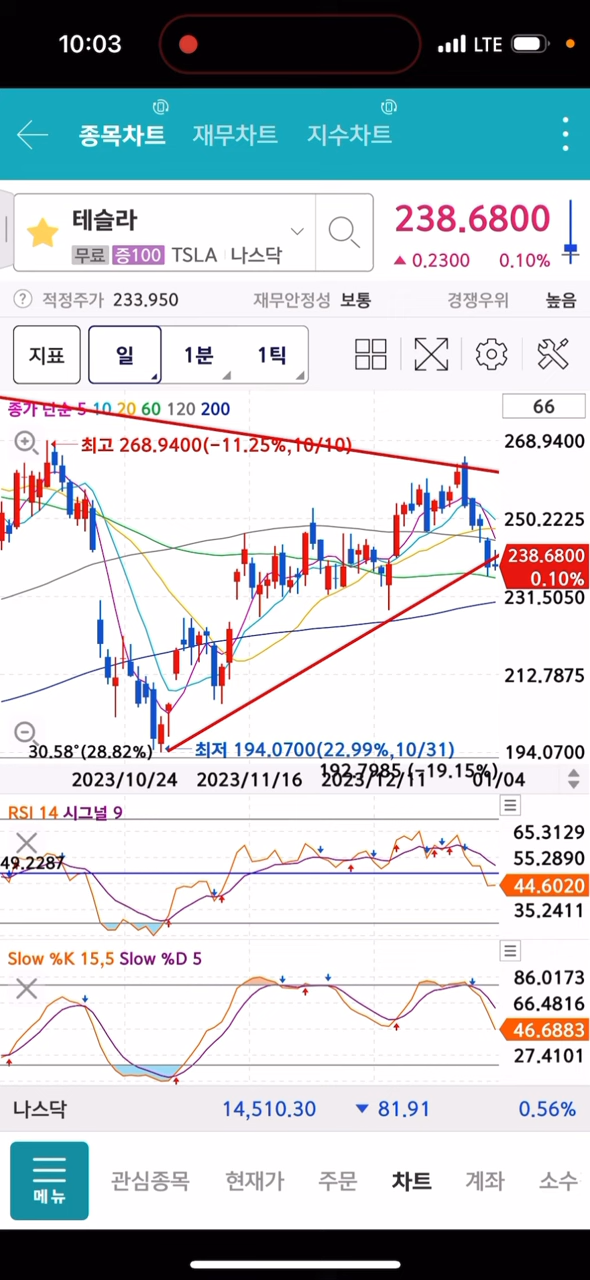 10:03 LTE
종목차트 재무차트 지수차트
테슬라 238.6800
무료 증100 TSLA 나스닥 ▲ 0.2300 0.10%
? 적정주가 233.950 재무안정성 보통 경쟁우위 높음
지표 일 1분 1틱
종가 단순 5 10 20 60 120 200 66
최고 268.9400(-11.25%,10/10) 268.9400
250.2225
238.6800
0.10%
231.5050
212.7875
30.58°(28.82%) 최저 194.0700(22.99%,10/31) 194.0700
192.7985 (-19.15%)
2023/10/24 2023/11/16 2023/12/11 01/04
RSI 14 시그널 9
65.3129
49.2287 55.2890
44.6020
35.2411
Slow %K 15,5 Slow %D 5
86.0173
66.4816
46.6883
27.4101
나스닥 14,510.30 ▼ 81.91 0.56%
메뉴 관심종목 현재가 주문 차트 계좌 소수